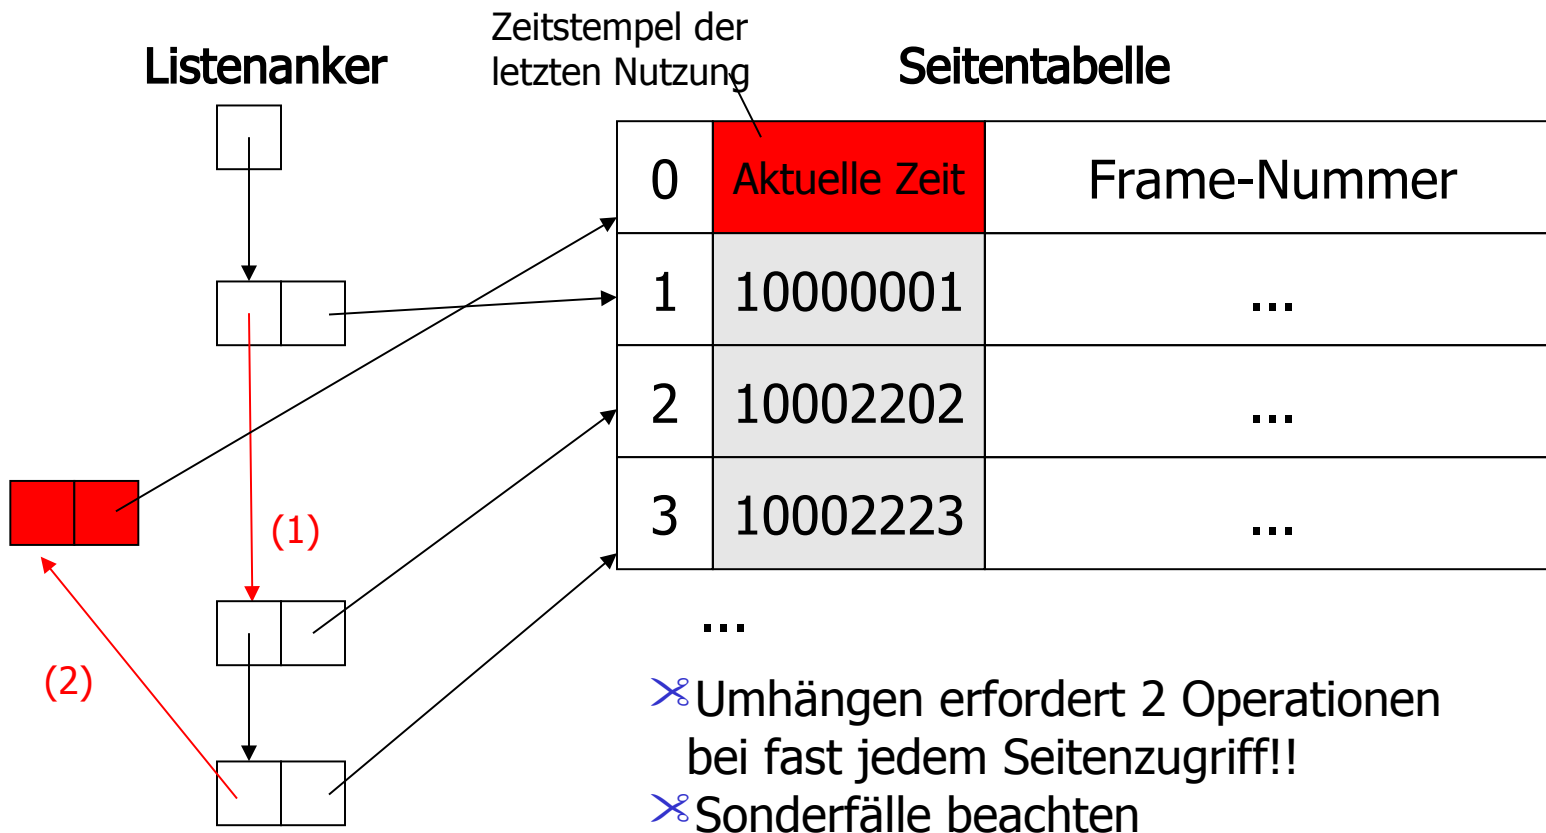 Zeitstempel der
letzten Nutzung
Listenanker
Seitentabelle
0 Aktuelle Zeit Frame-Nummer
1 10000001 ...
2 10002202 ...
3 10002223 ...
...
(1)
(2)
Umhängen erfordert 2 Operationen
bei fast jedem Seitenzugriff!!
Sonderfälle beachten